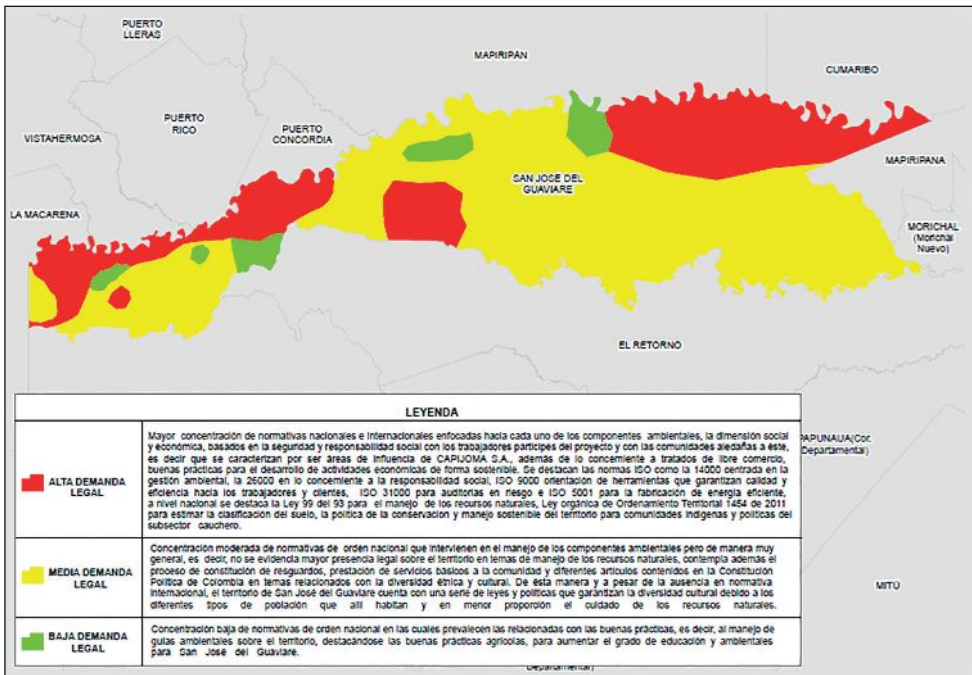 PUERTO
LLERAS
MAPIRIPÁN
CUMARIBO
PUERTO
RICO
PUERTO
CONCORDIA
VISTAHERMOSA
MAPIRIPANA
SAN JOSÉ DEL
GUAVIARE
LA MACARENA
MORICHAL
(Morichal
Nuevo)
EL RETORNO
LEYENDA
ALTA DEMANDA
LEGAL
Mayor concentración de normativas nacionales e internacionales enfocadas hacia cada uno de los componentes ambientales, la dimensión social
y económica, basados en la seguridad y responsabilidad social con los trabajadores participes del proyecto y con las comunidades aledañas a éste,
es decir que se caracterizan por ser áreas de influencia de CAPIJOMA S.A., además de lo concerniente a tratados de libre comercio,
buenas prácticas para el desarrollo de actividades económicas de forma sostenible. Se destacan las normas ISO como la 14000 centrada en la
gestión ambiental, la 26000 en lo concerniente a la responsabilidad social, ISO 9000 orientación de herramientas que garantizan calidad y
eficiencia hacia los trabajadores y clientes, ISO 31000 para auditorias en riesgo e ISO 5001 para la fabricación de energía eficiente,
a nivel nacional se destaca la Ley 99 del 93 para el manejo de los recursos naturales, Ley orgánica de Ordenamiento Territorial 1454 de 2011
para estimar la clasificación del suelo, la política de la conservación y manejo sostenible del territorio para comunidades indígenas y políticas del
subsector cauchero.
PAPUNAUA(Cor.
Departamental)
MEDIA DEMANDA
LEGAL
Concentración moderada de normativas de orden nacional que intervienen en el manejo de los componentes ambientales pero de manera muy
general, es decir, no se evidencia mayor presencia legal sobre el territorio en temas de manejo de los recursos naturales, contempla además el
proceso de constitución de resguardos, prestación de servicios básicos a la comunidad y diferentes artículos contenidos en la Constitución
Política de Colombia en temas relacionados con la diversidad étnica y cultural. De ésta manera y a pesar de la ausencia en normativa
internacional, el territorio de San José del Guaviare cuenta con una serie de leyes y políticas que garantizan la diversidad cultural debido a los
diferentes tipos de población que allí habitan y en menor proporción el cuidado de los recursos naturales.
MITÚ
BAJA DEMANDA
LEGAL
Concentración baja de normativas de orden nacional en las cuales prevalecen las relacionadas con las buenas prácticas, es decir, al manejo de
guías ambientales sobre el territorio, destacándose las buenas prácticas agrícolas, para aumentar el grado de educación y ambientales
para San José del Guaviare.
Departamental)